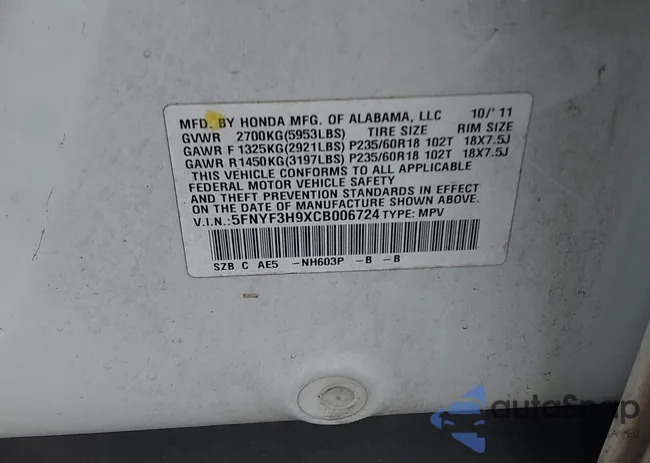 MFD. BY HONDA MFG. OF ALABAMA, LLC 10/'11
GVWR 2700KG(5953LBS) TIRE SIZE RIM SIZE
GAWR F 1325KG(2921LBS) P235/60R18 102T 18X7.5J
GAWR R1450KG(3197LBS) P235/60R18 102T 18X7.5J
THIS VEHICLE CONFORMS TO ALL APPLICABLE
FEDERAL MOTOR VEHICLE SAFETY
AND THEFT PREVENTION STANDARDS IN EFFECT
ON THE DATE OF MANUFACTURE SHOWN ABOVE.
V.I.N.: 5FNYF3H9XCB006724 TYPE: MPV
SZB C AE5 -NH603P -B -B
autoSnap